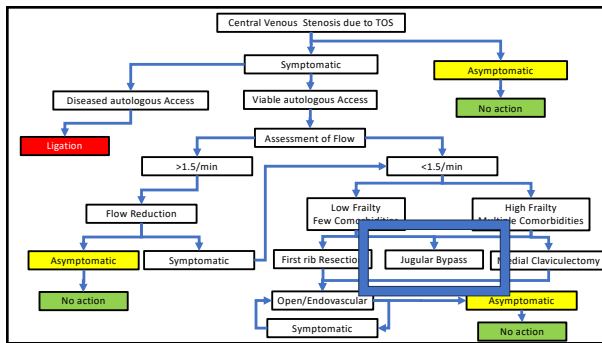 Central Venous Stenosis due to TOS
Symptomatic
Asymptomatic
Diseased autologous Access
Viable autologous Access
No action
Ligation
Assessment of Flow
>1.5/min
<1.5/min
Low Frailty
Few Comorbidities
High Frailty
Multiple Comorbidities
Flow Reduction
Asymptomatic
Symptomatic
First rib Resection
Jugular Bypass
Medial Claviculectomy
No action
Open/Endovascular
Asymptomatic
Symptomatic
No action